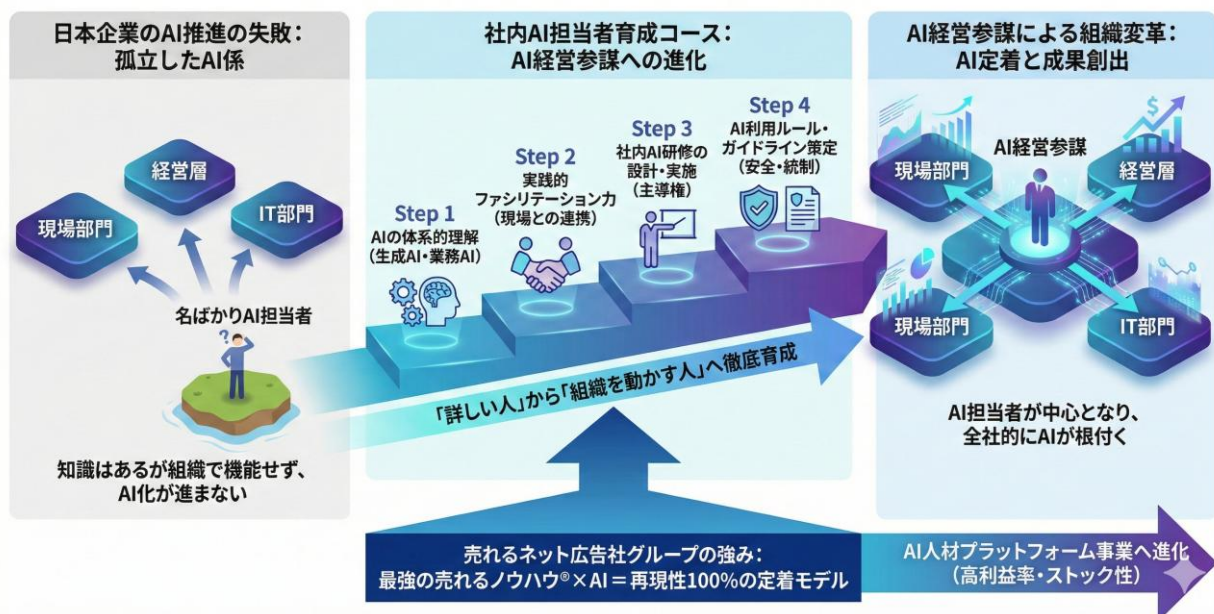 日本企業のAI推進の失敗：
孤立したAI係
経営層
現場部門
IT部門
名ばかりAI担当者
?
知識はあるが組織で機能せず、
AI化が進まない
社内AI担当者育成コース：
AI経営参謀への進化
Step 1
AIの体系的理解
（生成AI・業務AI）
Step 2
実践的
ファシリテーション力
（現場との連携）
Step 3
社内AI研修の
設計・実施
（主導権）
Step 4
AI利用ルール・
ガイドライン策定
（安全・統制）
「詳しい人」から「組織を動かす人」へ徹底育成
売れるネット広告社グループの強み：
最強の売れるノウハウ®×AI＝再現性100%の定着モデル
AI経営参謀による組織変革：
AI定着と成果創出
AI経営参謀
現場部門
$
経営層
現場部門
IT部門
AI担当者が中心となり、
全社的にAIが根付く
AI人材プラットフォーム事業へ進化
（高利益率・ストック性）